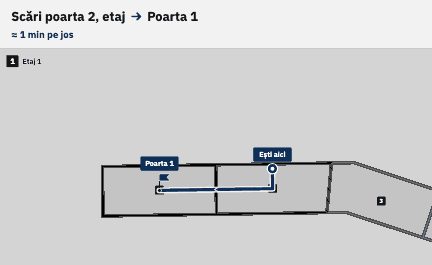 Scări poarta 2, etaj → Poarta 1
≈ 1 min pe jos
1 Etaj 1
Poarta 1
Ești aici
3